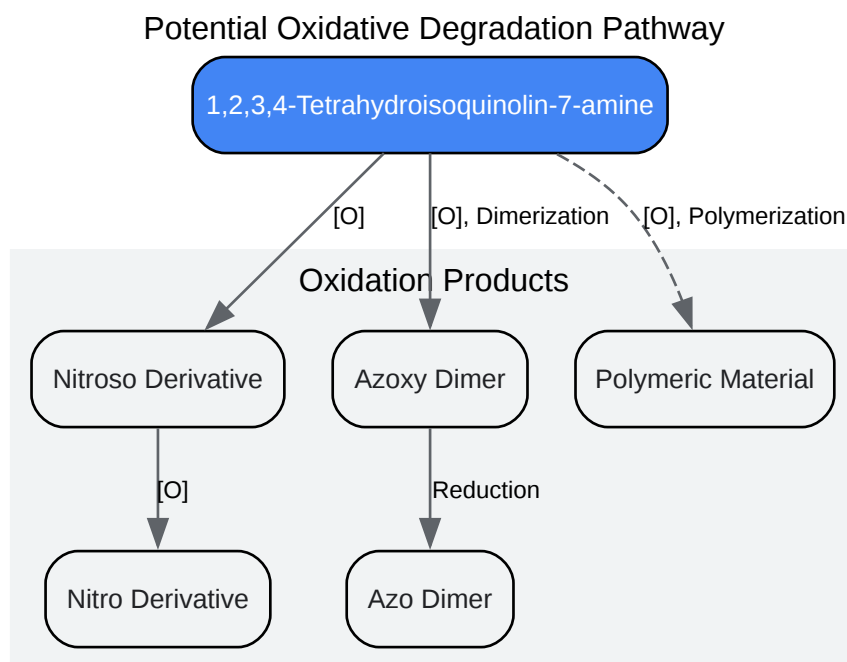 Potential Oxidative Degradation Pathway
1,2,3,4-Tetrahydroisoquinolin-7-amine
[O]
[O], Dimerization
[O], Polymerization
Oxidation Products
Nitroso Derivative
Azoxy Dimer
Polymeric Material
[O]
Reduction
Nitro Derivative
Azo Dimer